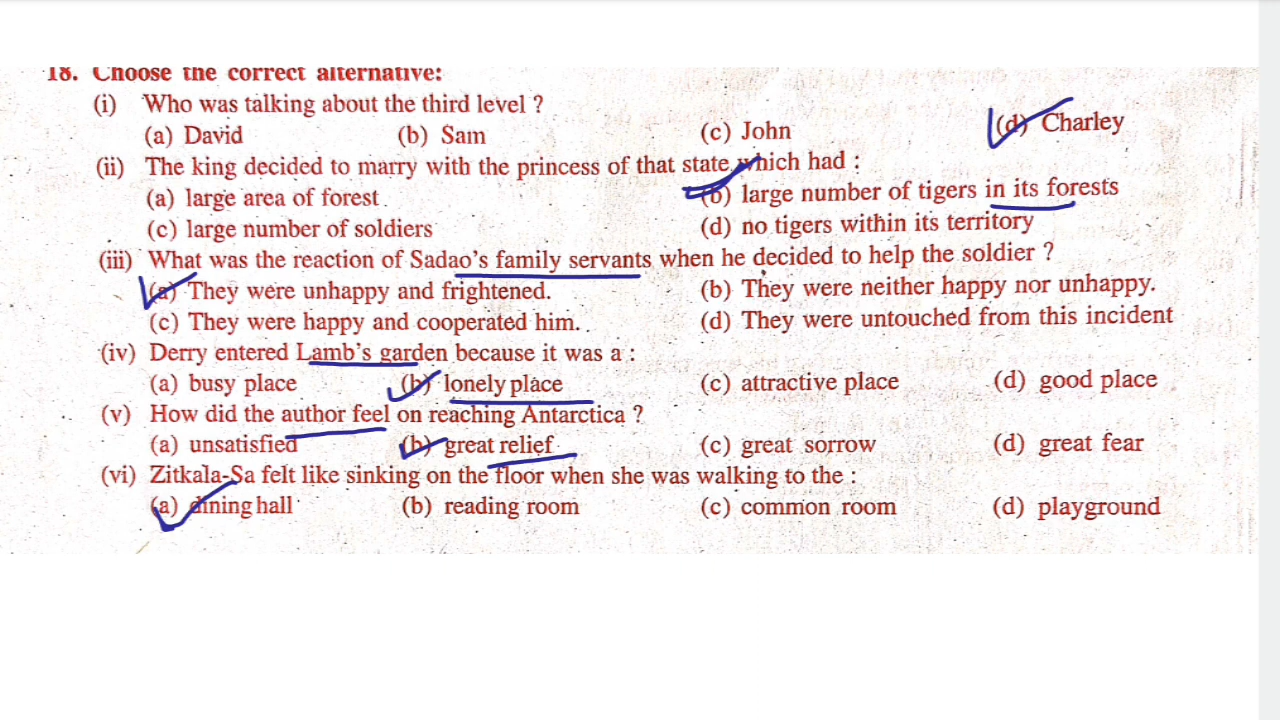 18. Choose the correct alternative:
(i) Who was talking about the third level ?
(a) David (b) Sam (c) John (d) Charley
(ii) The king decided to marry with the princess of that state which had :
(a) large area of forest. (b) large number of tigers in its forests
(c) large number of soldiers (d) no tigers within its territory
(iii) What was the reaction of Sadao's family servants when he decided to help the soldier ?
(a) They were unhappy and frightened. (b) They were neither happy nor unhappy.
(c) They were happy and cooperated him. (d) They were untouched from this incident
(iv) Derry entered Lamb's garden because it was a :
(a) busy place (b) lonely place (c) attractive place (d) good place
(v) How did the author feel on reaching Antarctica ?
(a) unsatisfied (b) great relief (c) great sorrow (d) great fear
(vi) Zitkala-Sa felt like sinking on the floor when she was walking to the :
(a) dining hall (b) reading room (c) common room (d) playground